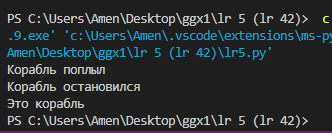 PS C:\Users\Amen\Desktop\ggx1\lr 5 (lr 42)> c
.9.exe' 'c:\Users\Amen\.vscode\extensions\ms-py
Amen\Desktop\ggx1\lr 5 (lr 42)\lr5.py'
Корабль поплыл
Корабль остановился
Это корабль
PS C:\Users\Amen\Desktop\ggx1\lr 5 (lr 42)>